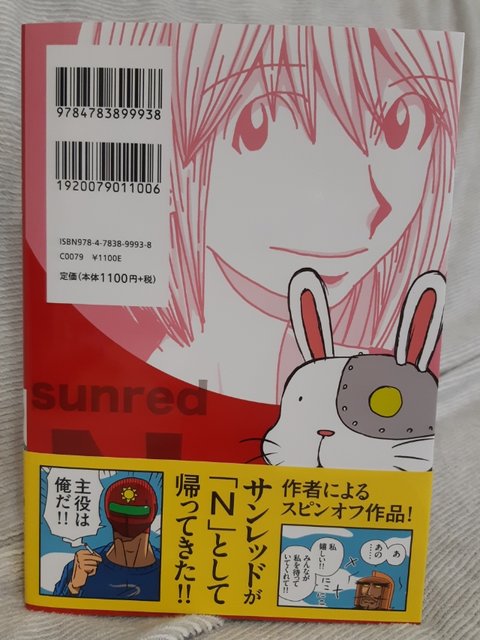 9784783899938
1920079011006
ISBN978-4-7838-9993-8
C0079 ¥1100E
定価(本体1100円+税)
sunred
N
作者による
スピンオフ作品!
サンレッドが
「N」として
帰ってきた!!
主役は
俺だ!!
あ
あの
……
みんなが
私を待って
いてくれて!!
私
嬉しい!!